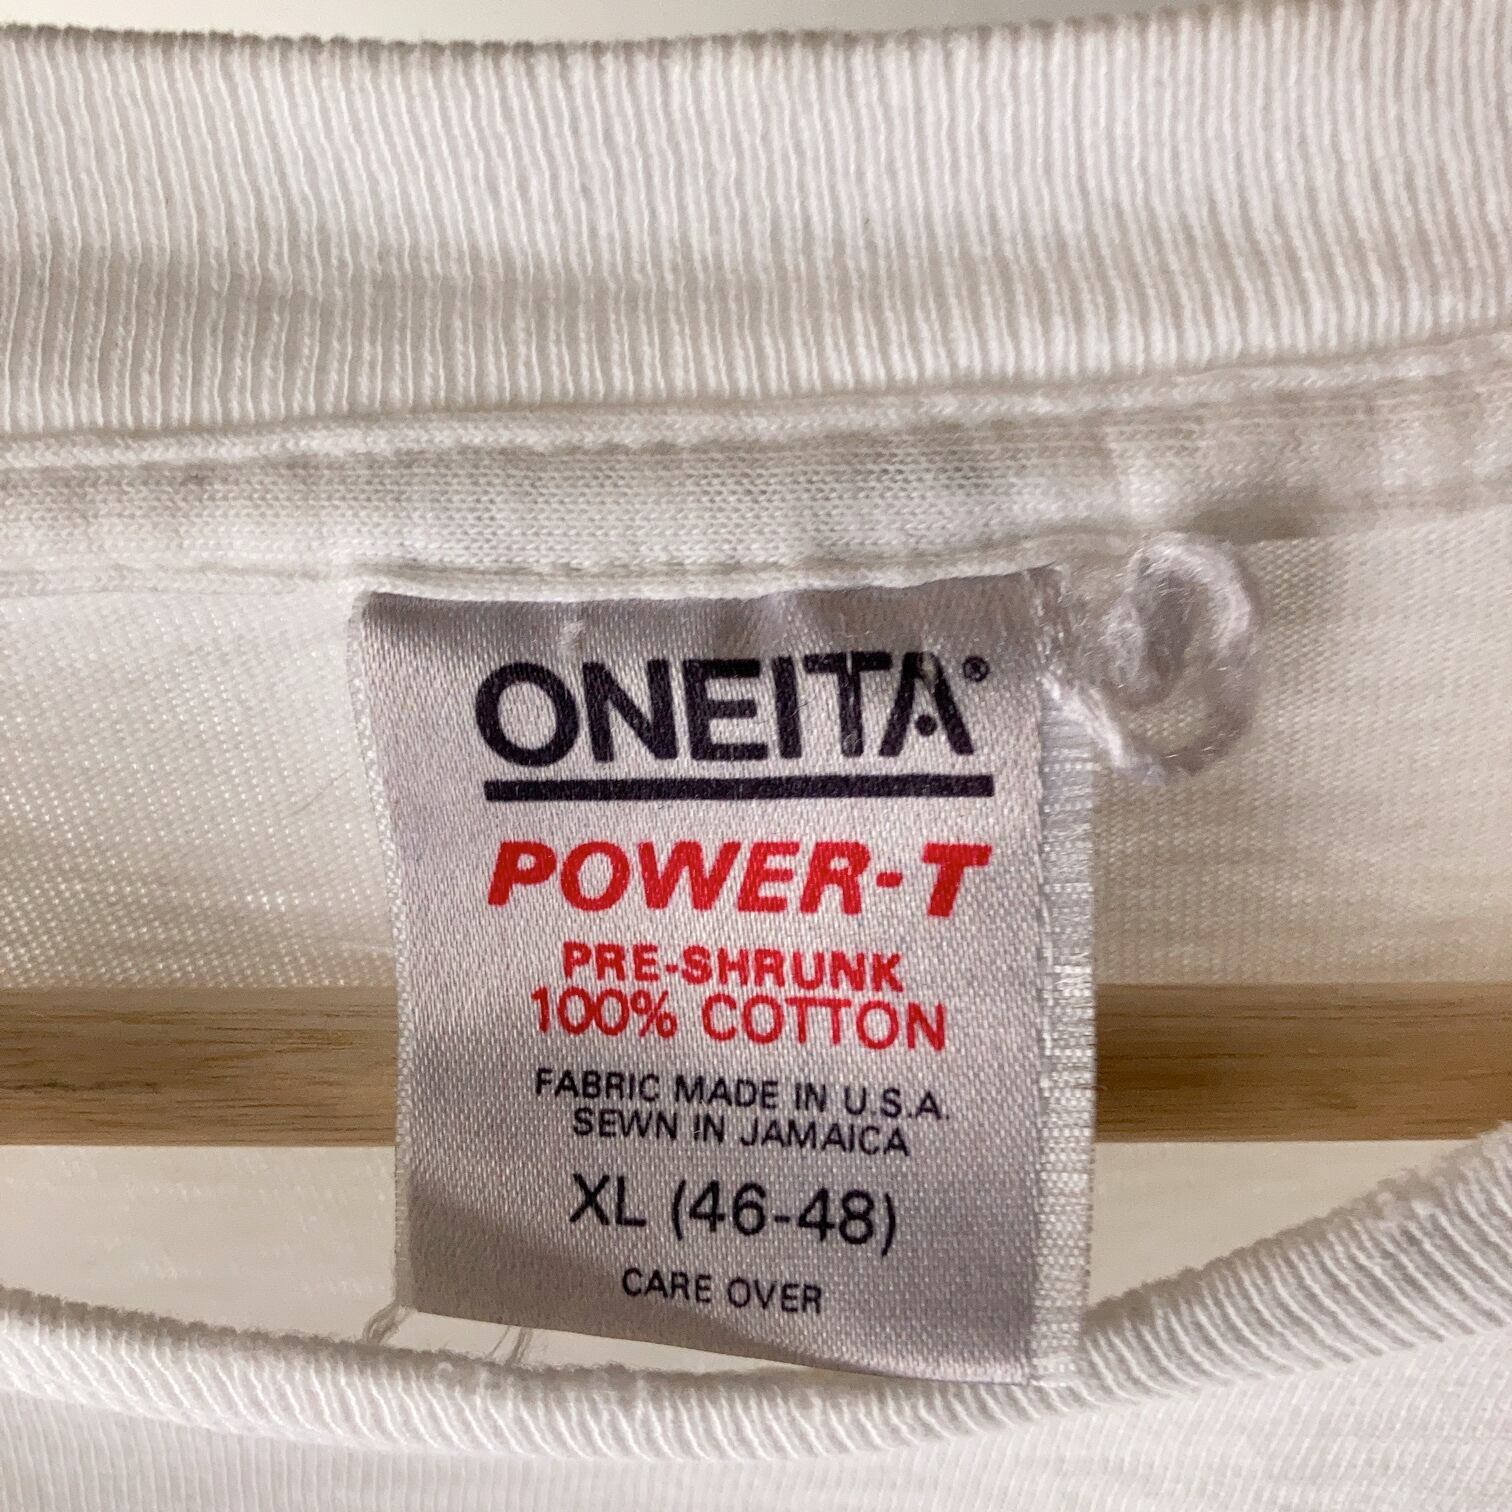 ONEITA®
POWER-T
PRE-SHRUNK
100% COTTON
FABRIC MADE IN U.S.A.
SEWN IN JAMAICA
XL (46-48)
CARE OVER